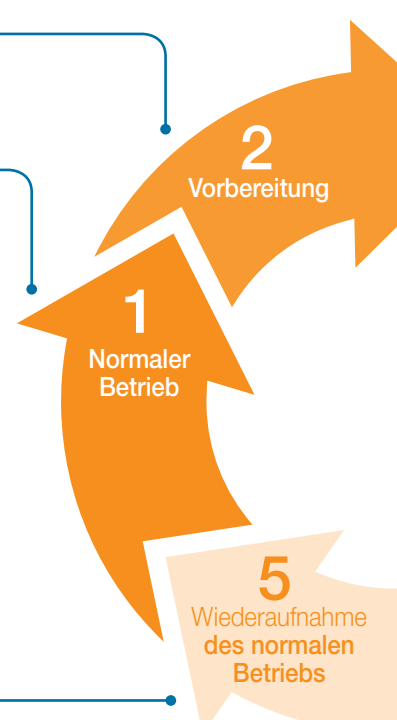 2
Vorbereitung
1
Normaler
Betrieb
5
Wiederaufnahme
des normalen
Betriebs